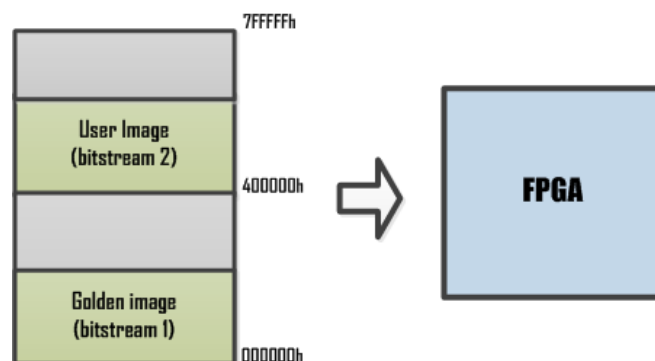 7FFFFFh
User Image
(bitstream 2)
400000h
FPGA
Golden image
(bitstream 1)
000000h